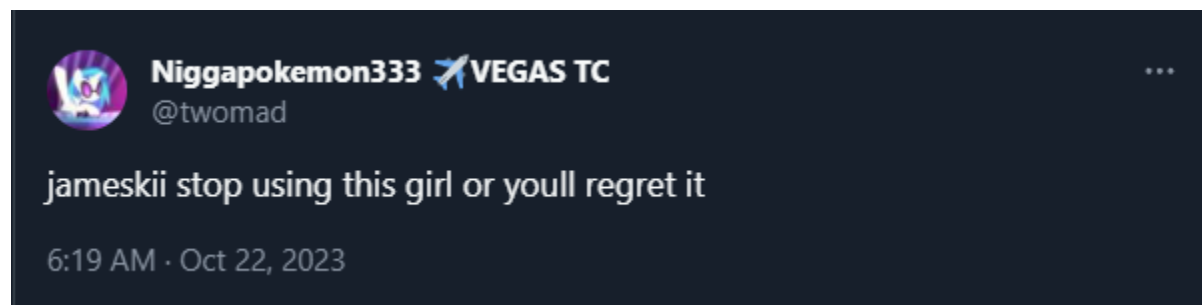 Niggapokemon333 ✈️VEGAS TC
@twomad
jameskii stop using this girl or youll regret it
6:19 AM · Oct 22, 2023